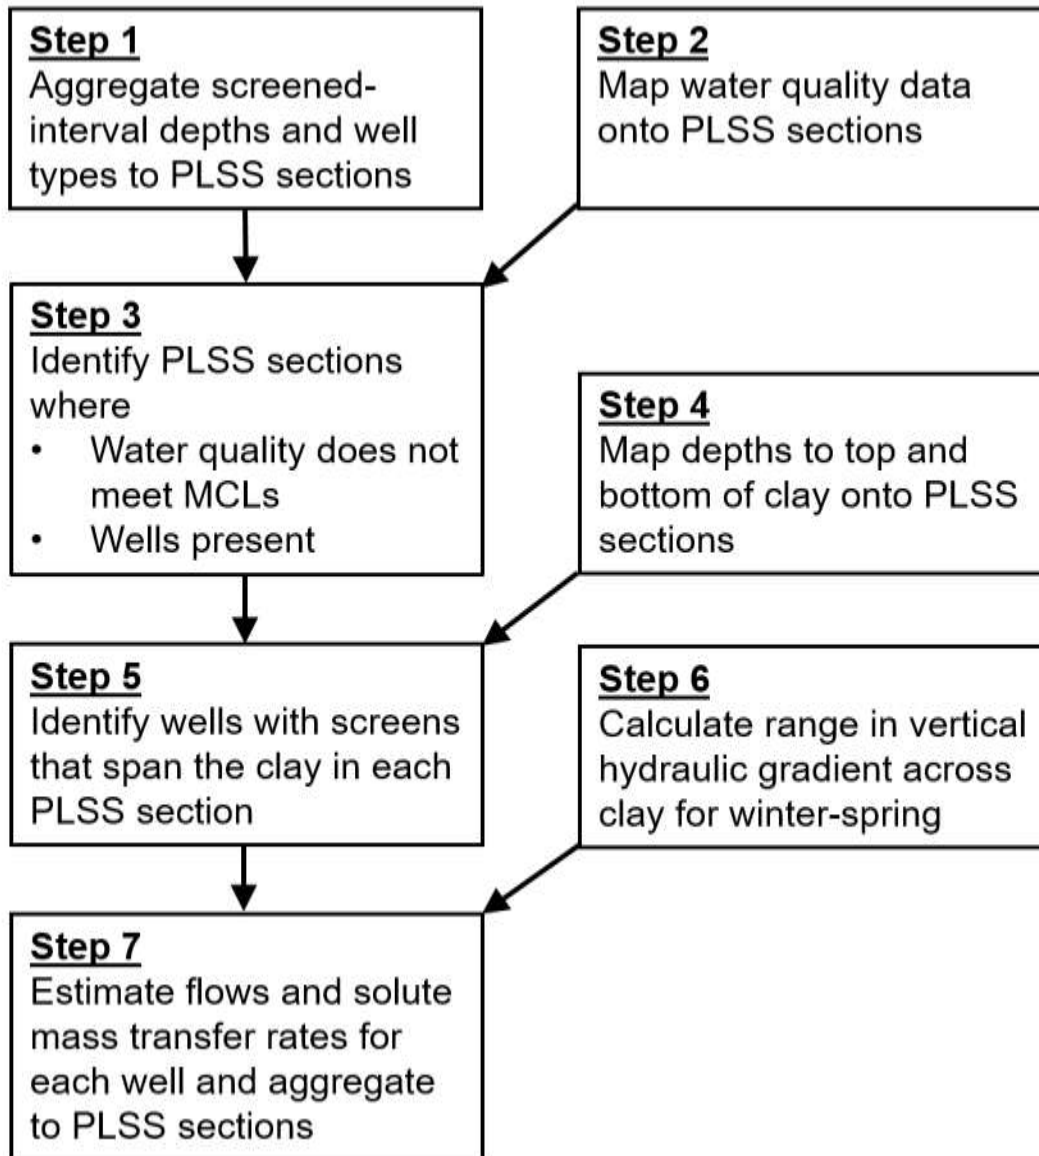 Step 1
Aggregate screened-
interval depths and well
types to PLSS sections
Step 2
Map water quality data
onto PLSS sections
Step 3
Identify PLSS sections
where
• Water quality does not
meet MCLs
• Wells present
Step 4
Map depths to top and
bottom of clay onto PLSS
sections
Step 5
Identify wells with screens
that span the clay in each
PLSS section
Step 6
Calculate range in vertical
hydraulic gradient across
clay for winter-spring
Step 7
Estimate flows and solute
mass transfer rates for
each well and aggregate
to PLSS sections